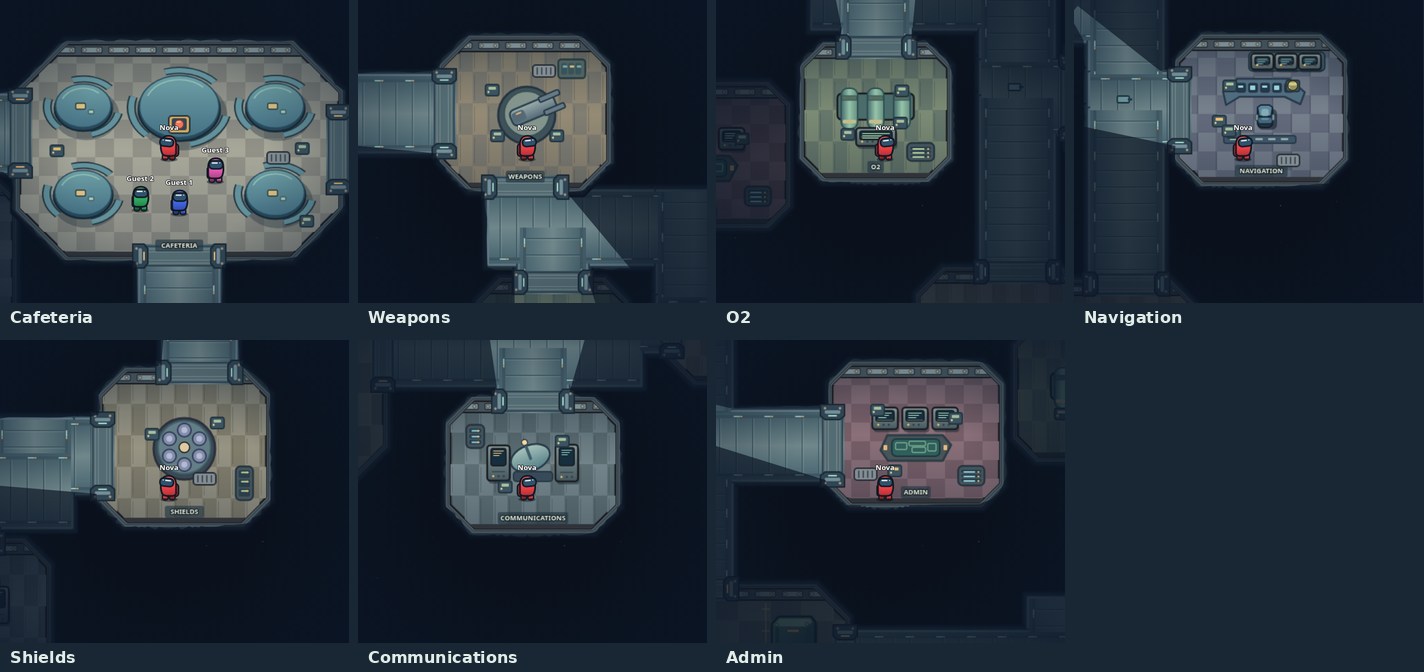 Nova
Guest 3
Guest 2
Guest 1
CAFETERIA
Cafeteria
Nova
WEAPONS
Weapons
Nova
O2
O2
Nova
NAVIGATION
Navigation
Nova
SHIELDS
Shields
Nova
COMMUNICATIONS
Communications
Nova
ADMIN
Admin